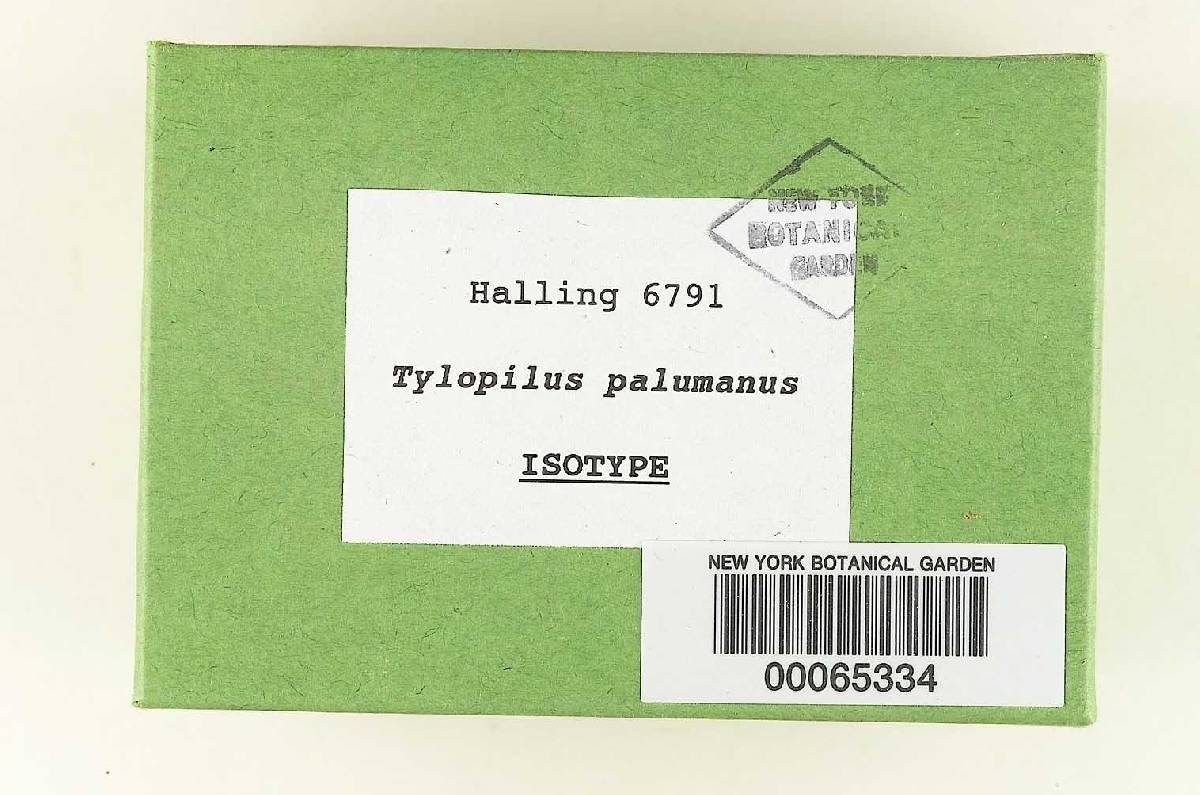 NEW YORK
BOTANICAL
GARDEN
Halling 6791
Tylopilus palumanus
ISOTYPE
NEW YORK BOTANICAL GARDEN
00065334